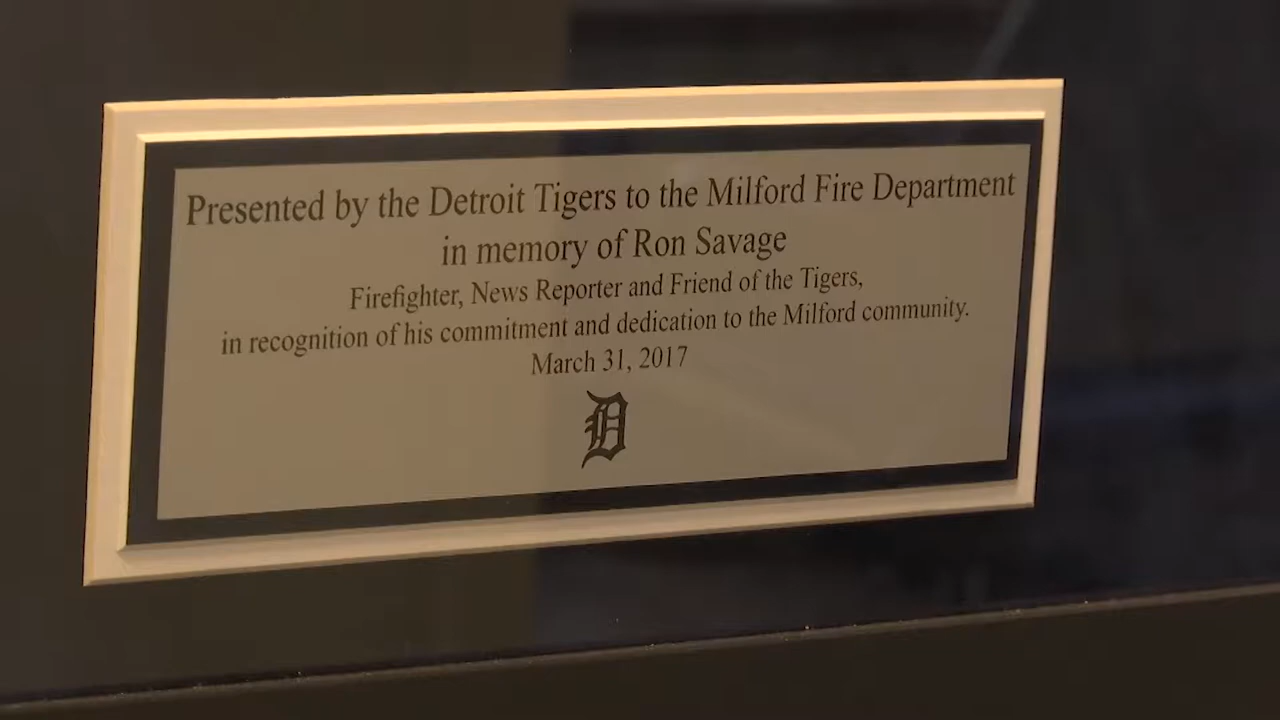 Presented by the Detroit Tigers to the Milford Fire Department
in memory of Ron Savage
Firefighter, News Reporter and Friend of the Tigers,
in recognition of his commitment and dedication to the Milford community.
March 31, 2017
D